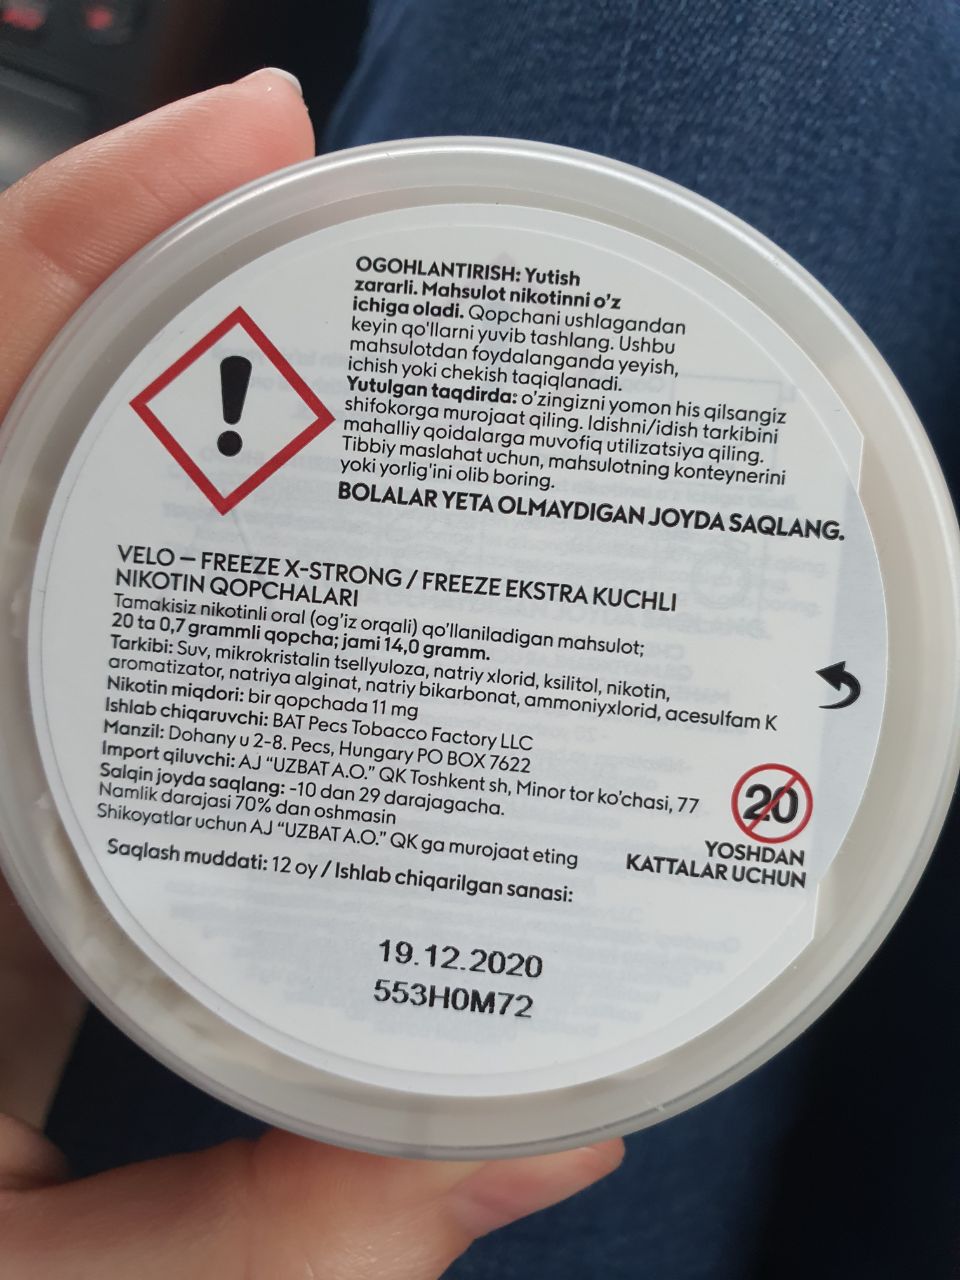 OGOHLANTIRISH: Yutish
zararli. Mahsulot nikotinni o'z
ichiga oladi. Qopchani ushlagandan
keyin qo'llarni yuvib tashlang. Ushbu
mahsulotdan foydalanganda yeyish,
ichish yoki chekish taqiqlanadi.
Yutulgan taqdirda: o'zingizni yomon his qilsangiz
shifokorga murojaat qiling. Idishni/idish tarkibini
mahalliy qoidalarga muvofiq utilizatsiya qiling.
Tibbiy maslahat uchun, mahsulotning konteynerini
yoki yorlig'ini olib boring.
BOLALAR YETA OLMAYDIGAN JOYDA SAQLANG.
VELO – FREEZE X-STRONG / FREEZE EKSTRA KUCHLI
NIKOTIN QOPCHALARI
Tamakisiz nikotinli oral (og'iz orqali) qo'llaniladigan mahsulot;
20 ta 0,7 grammli qopcha; jami 14,0 gramm.
Tarkibi: Suv, mikrokristalin tsellyuloza, natriy xlorid, ksilitol, nikotin,
aromatizator, natriya alginat, natriy bikarbonat, ammoniyxlorid, acesulfam K
Nikotin miqdori: bir qopchada 11 mg
Ishlab chiqaruvchi: BAT Pecs Tobacco Factory LLC
Manzil: Dohany u 2-8. Pecs, Hungary PO BOX 7622
Import qiluvchi: AJ "UZBAT A.O." QK Toshkent sh, Minor tor ko'chasi, 77
Salqin joyda saqlang: -10 dan 29 darajagacha.
Namlik darajasi 70% dan oshmasin
Shikoyatlar uchun AJ "UZBAT A.O." QK ga murojaat eting
20
YOSHDAN
KATTALAR UCHUN
Saqlash muddati: 12 oy / Ishlab chiqarilgan sanasi:
19.12.2020
553H0M72